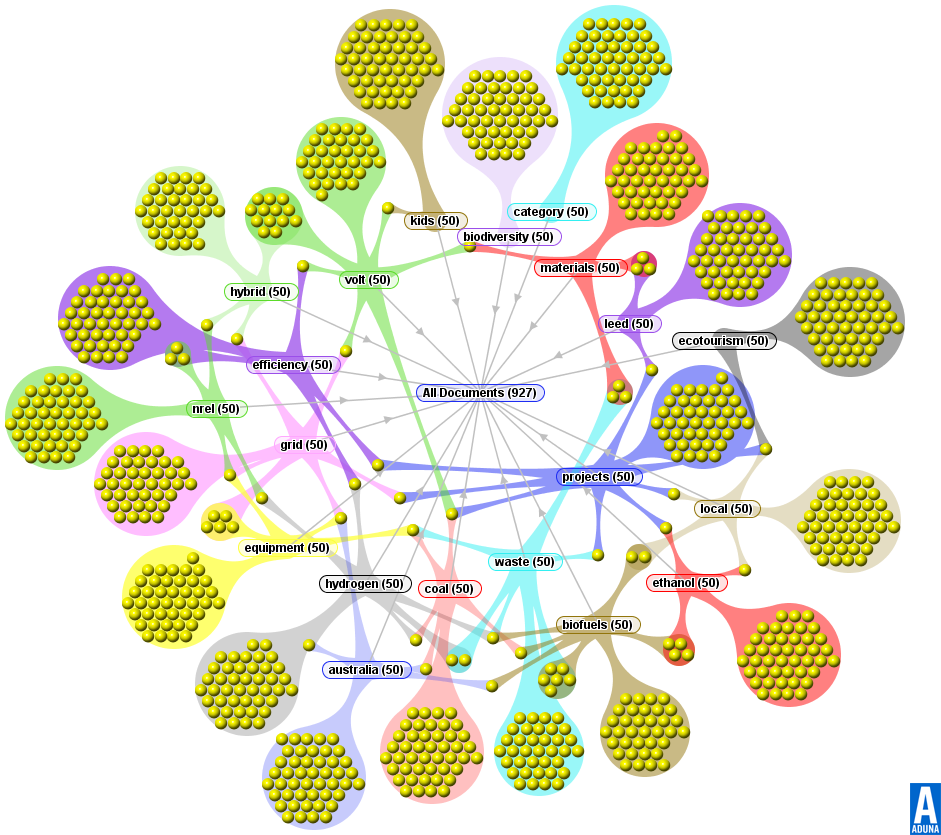 category (50)
kids (50)
biodiversity (50)
materials (50)
volt (50)
hybrid (50)
leed (50)
ecotourism (50)
efficiency (50)
All Documents (927)
nrel (50)
grid (50)
projects (50)
local (50)
equipment (50)
waste (50)
hydrogen (50)
coal (50)
ethanol (50)
biofuels (50)
australia (50)
A
ADUNA